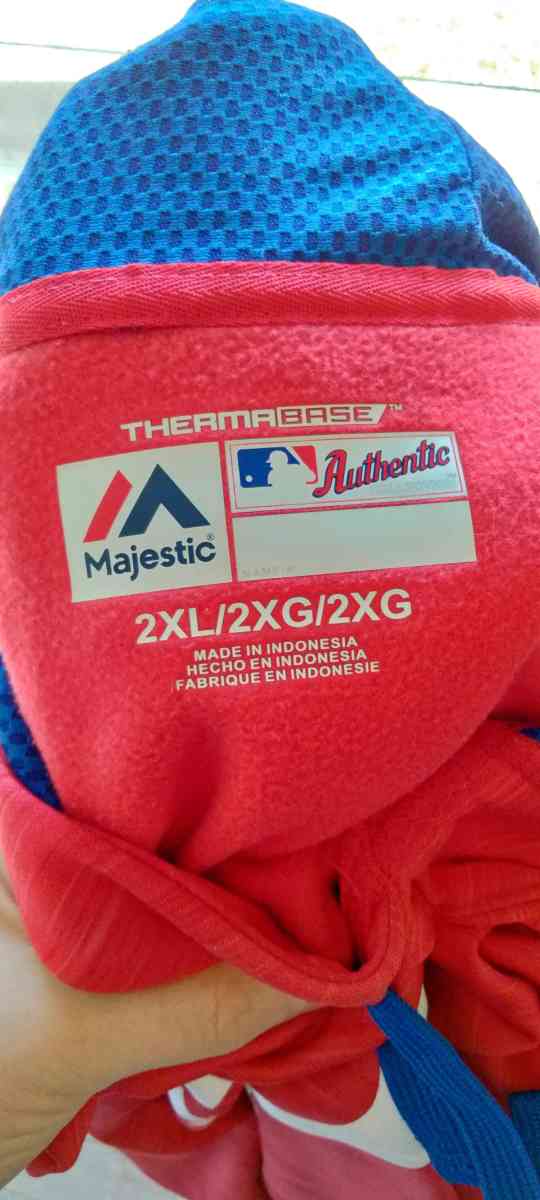 THERMABASE™
Authentic
Majestic®
NAME/#
2XL/2XG/2XG
MADE IN INDONESIA
HECHO EN INDONESIA
FABRIQUE EN INDONESIE